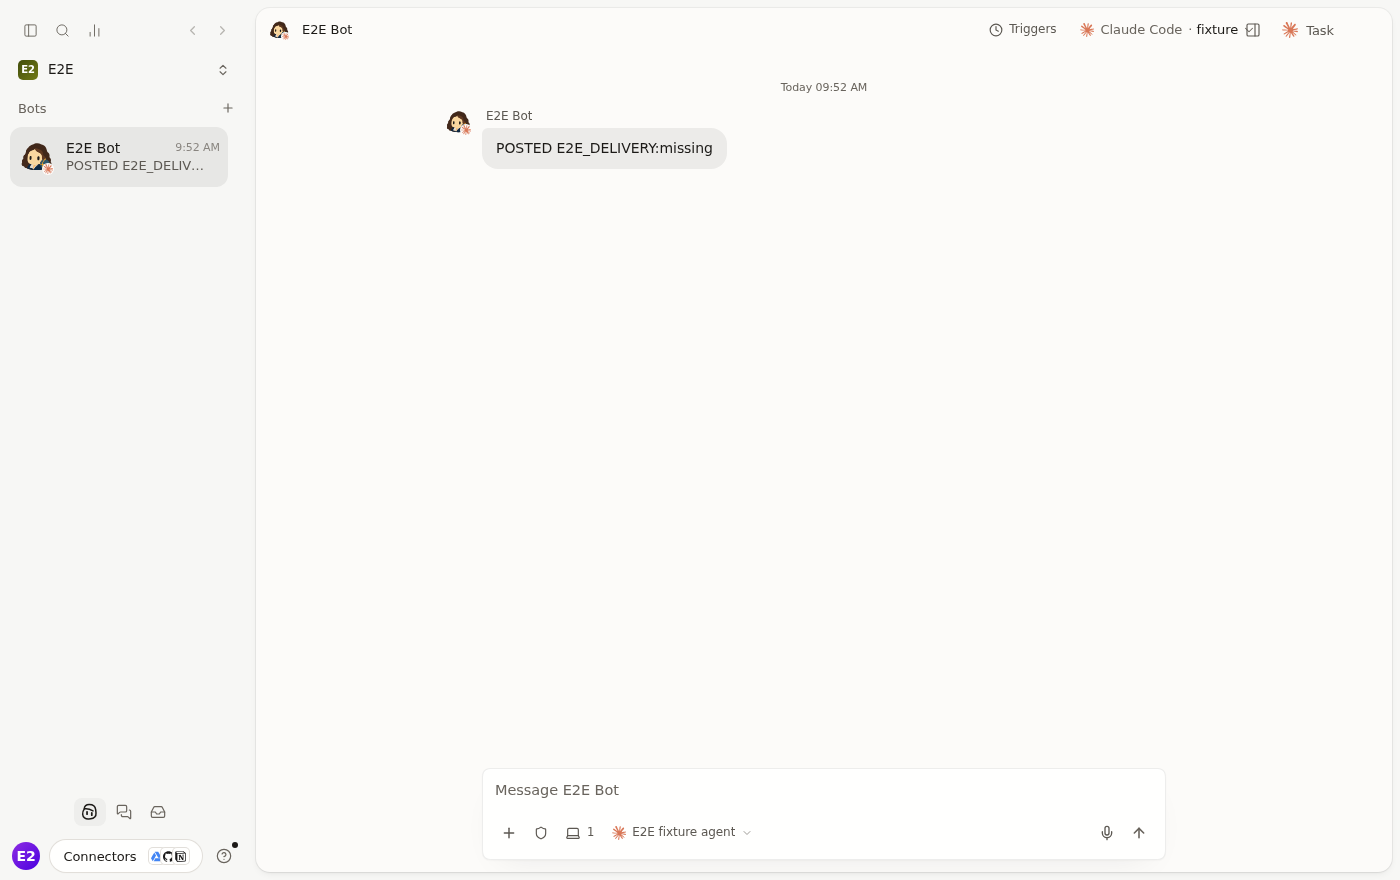 E2E Bot
Triggers
Claude Code · fixture
Task
E2 E2E
Bots
E2E Bot 9:52 AM
POSTED E2E_DELIV...
Today 09:52 AM
E2E Bot
POSTED E2E_DELIVERY:missing
Message E2E Bot
1
E2E fixture agent
E2
Connectors